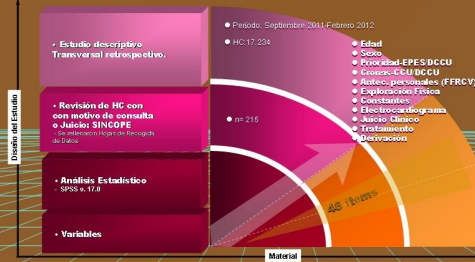 Diseño del Estudio
• Estudio descriptivo
Transversal retrospectivo.
• Revisión de HC con
con motivo de consulta
o Juicio: SINCOPE
- Se rellenaron Hojas de Recogida
de Datos
• Análisis Estadístico
- SPSS v. 17.0
• Variables
• Periodo: Septiembre 2011-Febrero 2012
• HC:17.234
• n= 215
• Edad
• Sexo
• Prioridad-EPES/DCCU
• Cronas-CCU/DCCU
• Antec. personales (FFRCV)
• Exploración Física
• Constantes
• Electrocardiograma
• Juicio Clínico
• Tratamiento
• Derivación
48 items
Material